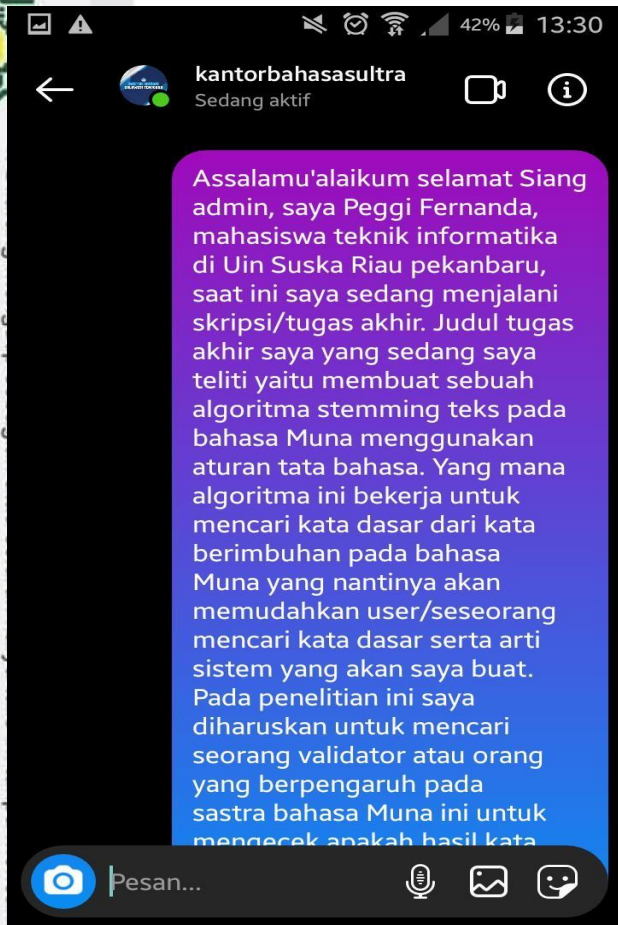 42% 13:30
kantorbahasasultra
Sedang aktif
Assalamu'alaikum selamat Siang
admin, saya Peggi Fernanda,
mahasiswa teknik informatika
di Uin Suska Riau pekanbaru,
saat ini saya sedang menjalani
skripsi/tugas akhir. Judul tugas
akhir saya yang sedang saya
teliti yaitu membuat sebuah
algoritma stemming teks pada
bahasa Muna menggunakan
aturan tata bahasa. Yang mana
algoritma ini bekerja untuk
mencari kata dasar dari kata
berimbuhan pada bahasa
Muna yang nantinya akan
memudahkan user/seseorang
mencari kata dasar serta arti
sistem yang akan saya buat.
Pada penelitian ini saya
diharuskan untuk mencari
seorang validator atau orang
yang berpengaruh pada
sastra bahasa Muna ini untuk
mengecek apakah hasil kata
Pesan...